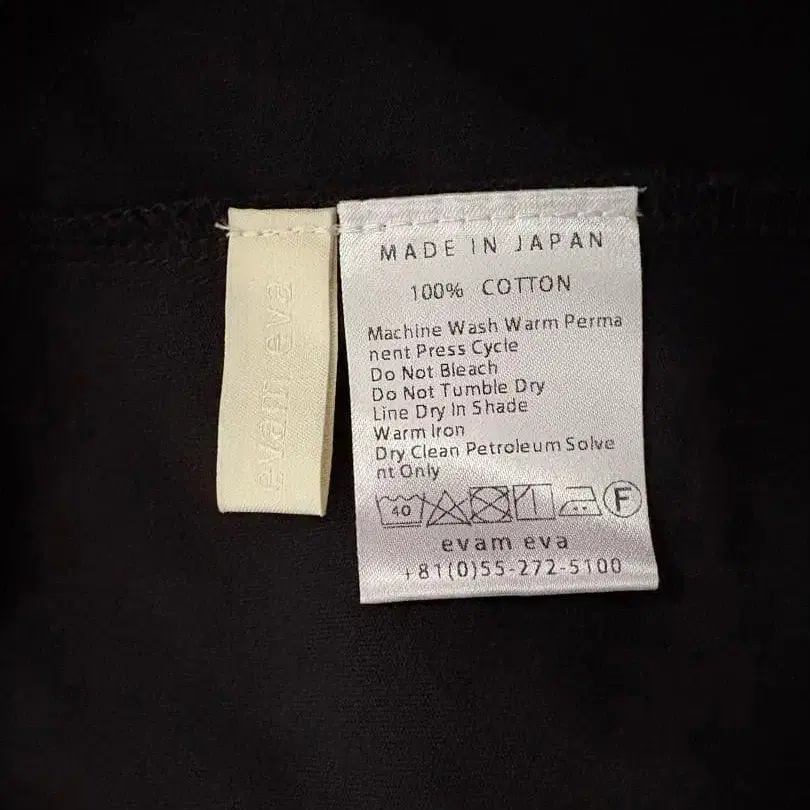 evam eva
MADE IN JAPAN
100% COTTON
Machine Wash Warm Perma
nent Press Cycle
Do Not Bleach
Do Not Tumble Dry
Line Dry In Shade
Warm Iron
Dry Clean Petroleum Solve
nt Only
40 F
evam eva
+81(0)55-272-5100